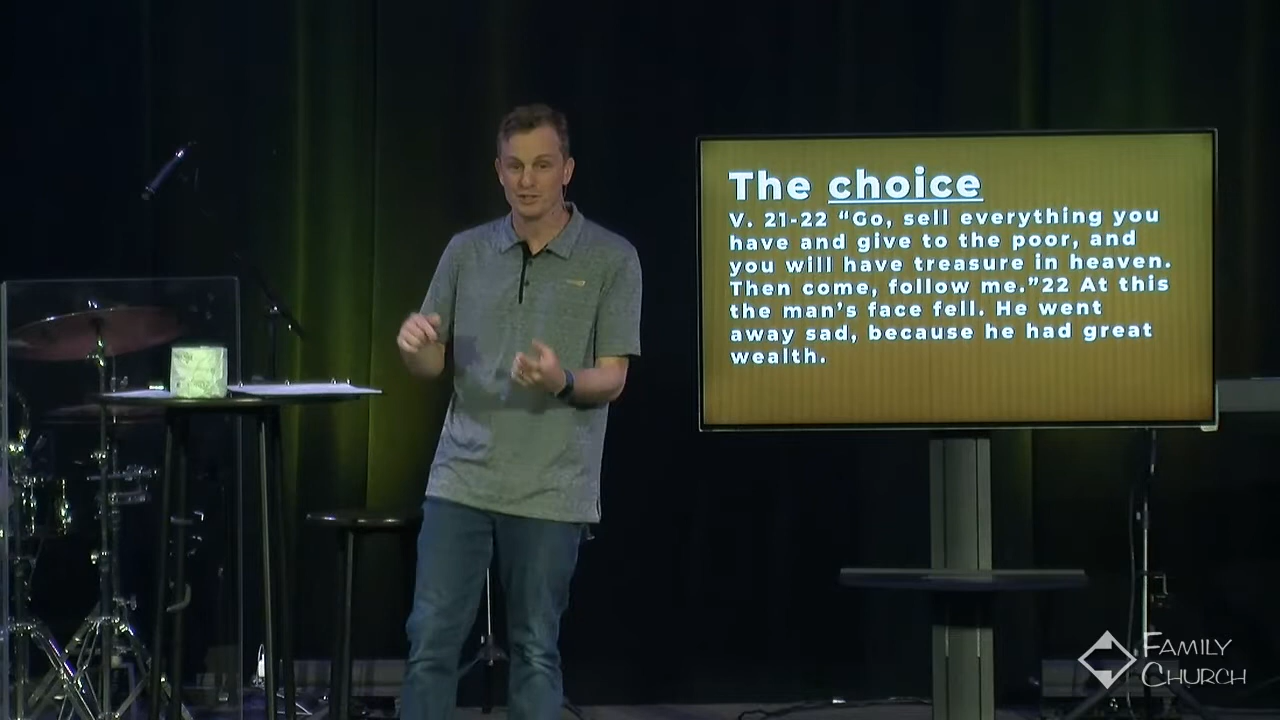 The choice
V. 21-22 “Go, sell everything you
have and give to the poor, and
you will have treasure in heaven.
Then come, follow me.”22 At this
the man’s face fell. He went
away sad, because he had great
wealth.
FAMILY
CHURCH